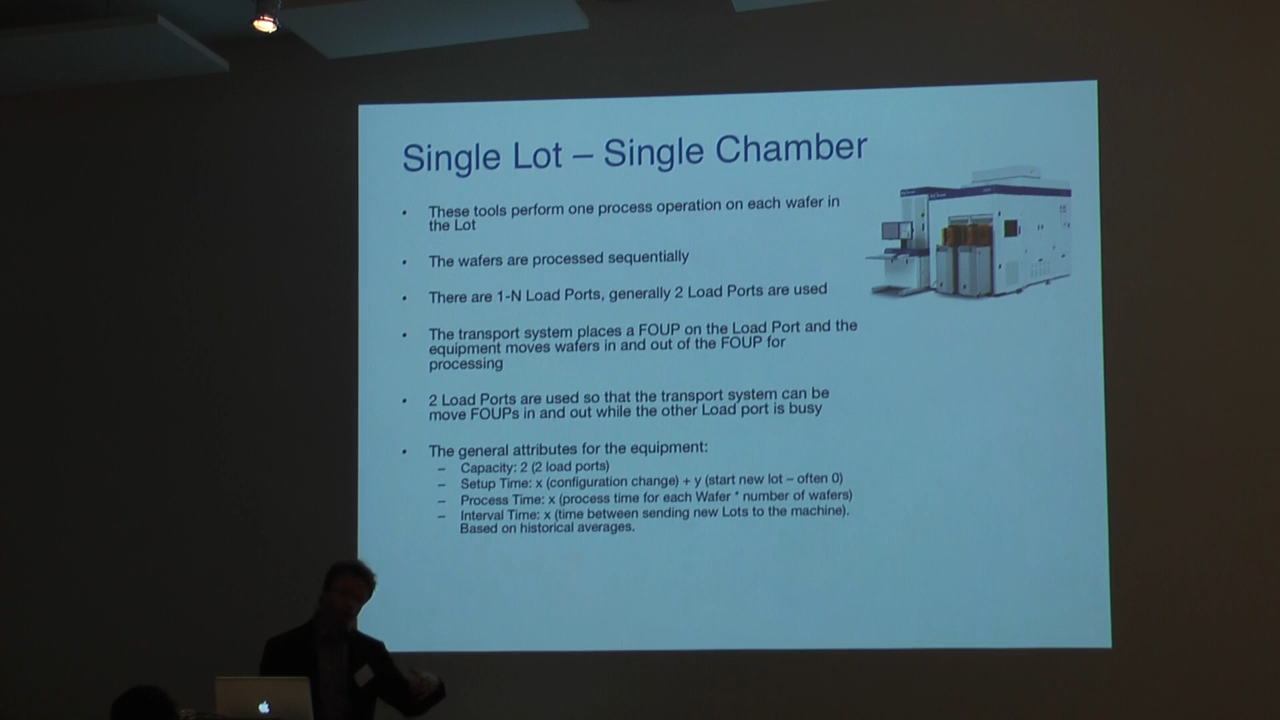 Single Lot – Single Chamber
• These tools perform one process operation on each wafer in
the Lot
• The wafers are processed sequentially
• There are 1-N Load Ports, generally 2 Load Ports are used
• The transport system places a FOUP on the Load Port and the
equipment moves wafers in and out of the FOUP for
processing
• 2 Load Ports are used so that the transport system can be
move FOUPs in and out while the other Load port is busy
• The general attributes for the equipment:
– Capacity: 2 (2 load ports)
– Setup Time: x (configuration change) + y (start new lot – often 0)
– Process Time: x (process time for each Wafer * number of wafers)
– Interval Time: x (time between sending new Lots to the machine).
Based on historical averages.